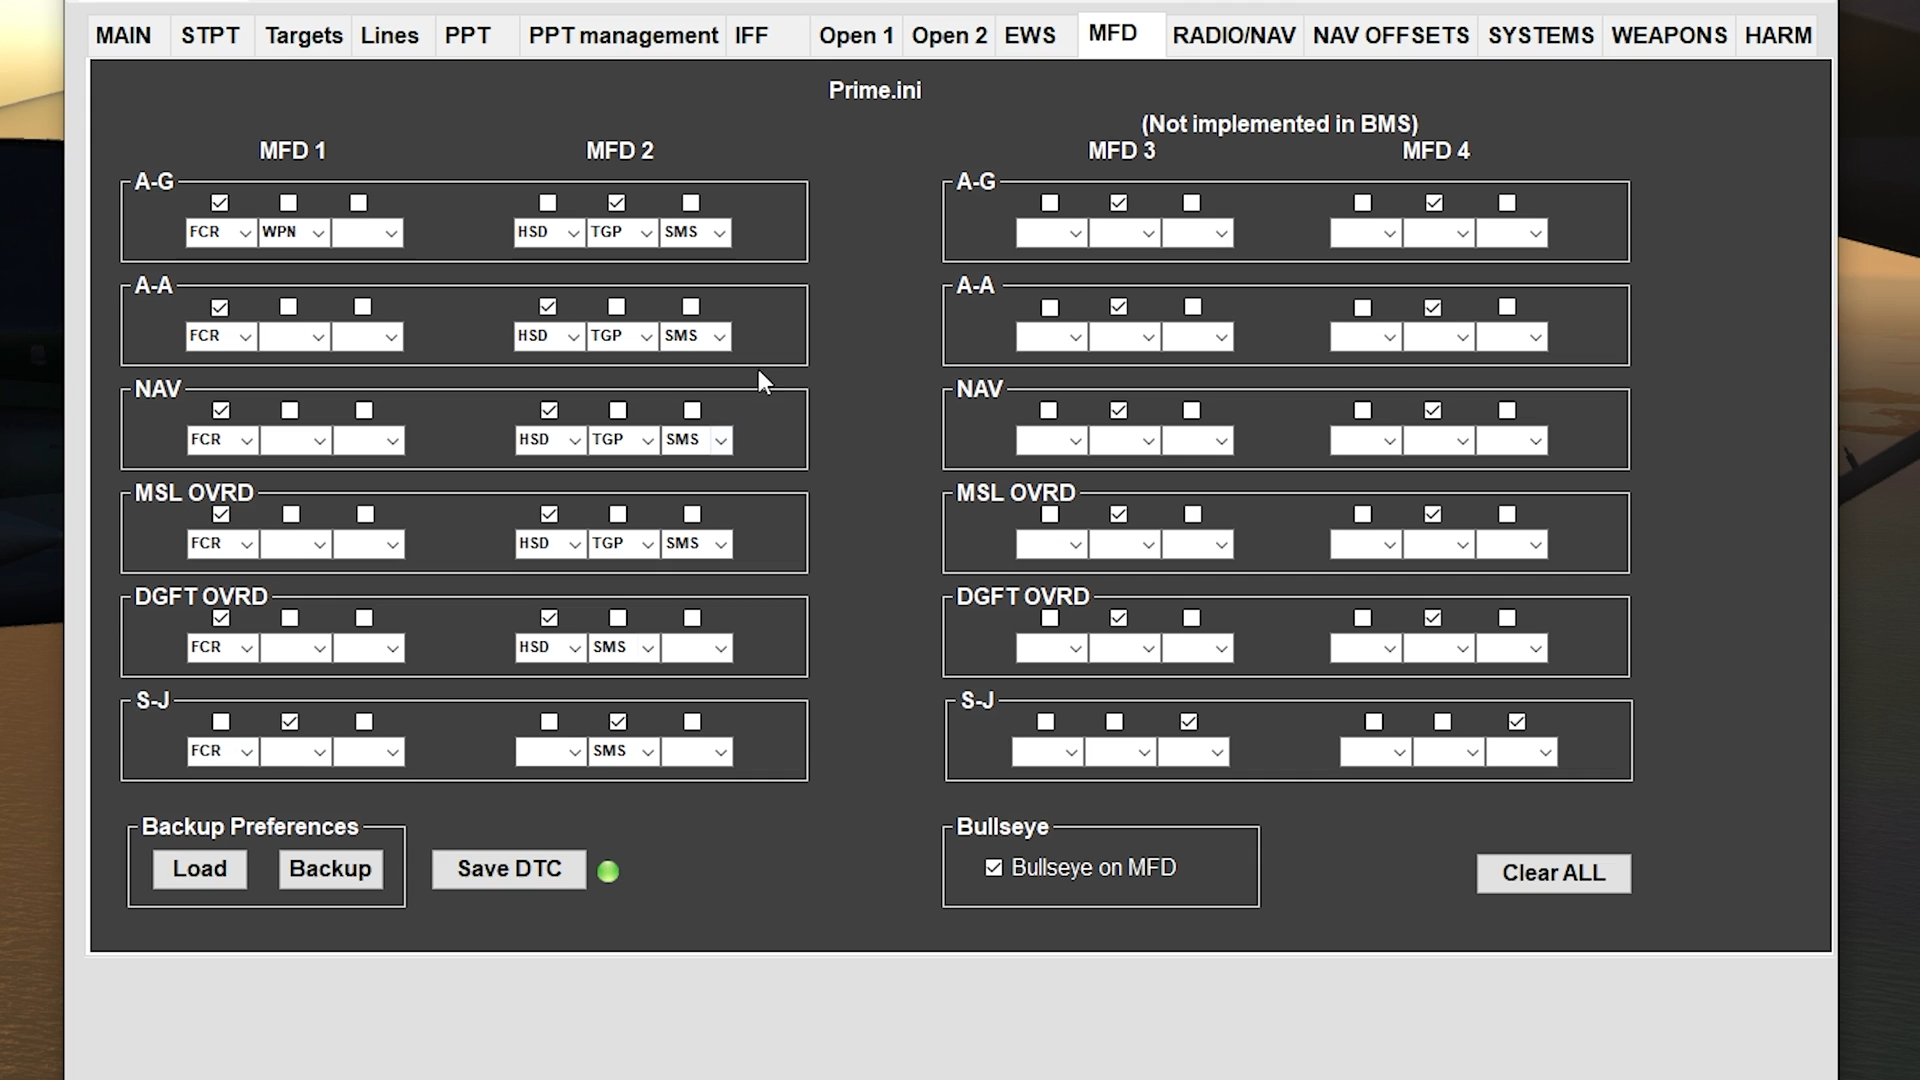 MAIN STPT Targets Lines PPT PPT management IFF Open 1 Open 2 EWS MFD RADIO/NAV NAV OFFSETS SYSTEMS WEAPONS HARM
Prime.ini
(Not implemented in BMS)
MFD 1 MFD 2 MFD 3 MFD 4
A-G A-G
FCR WPN HSD TGP SMS
A-A A-A
FCR HSD TGP SMS
NAV NAV
FCR HSD TGP SMS
MSL OVRD MSL OVRD
FCR HSD TGP SMS
DGFT OVRD DGFT OVRD
FCR HSD SMS
S-J S-J
FCR SMS
Backup Preferences Bullseye
Load Backup Save DTC Bullseye on MFD Clear ALL